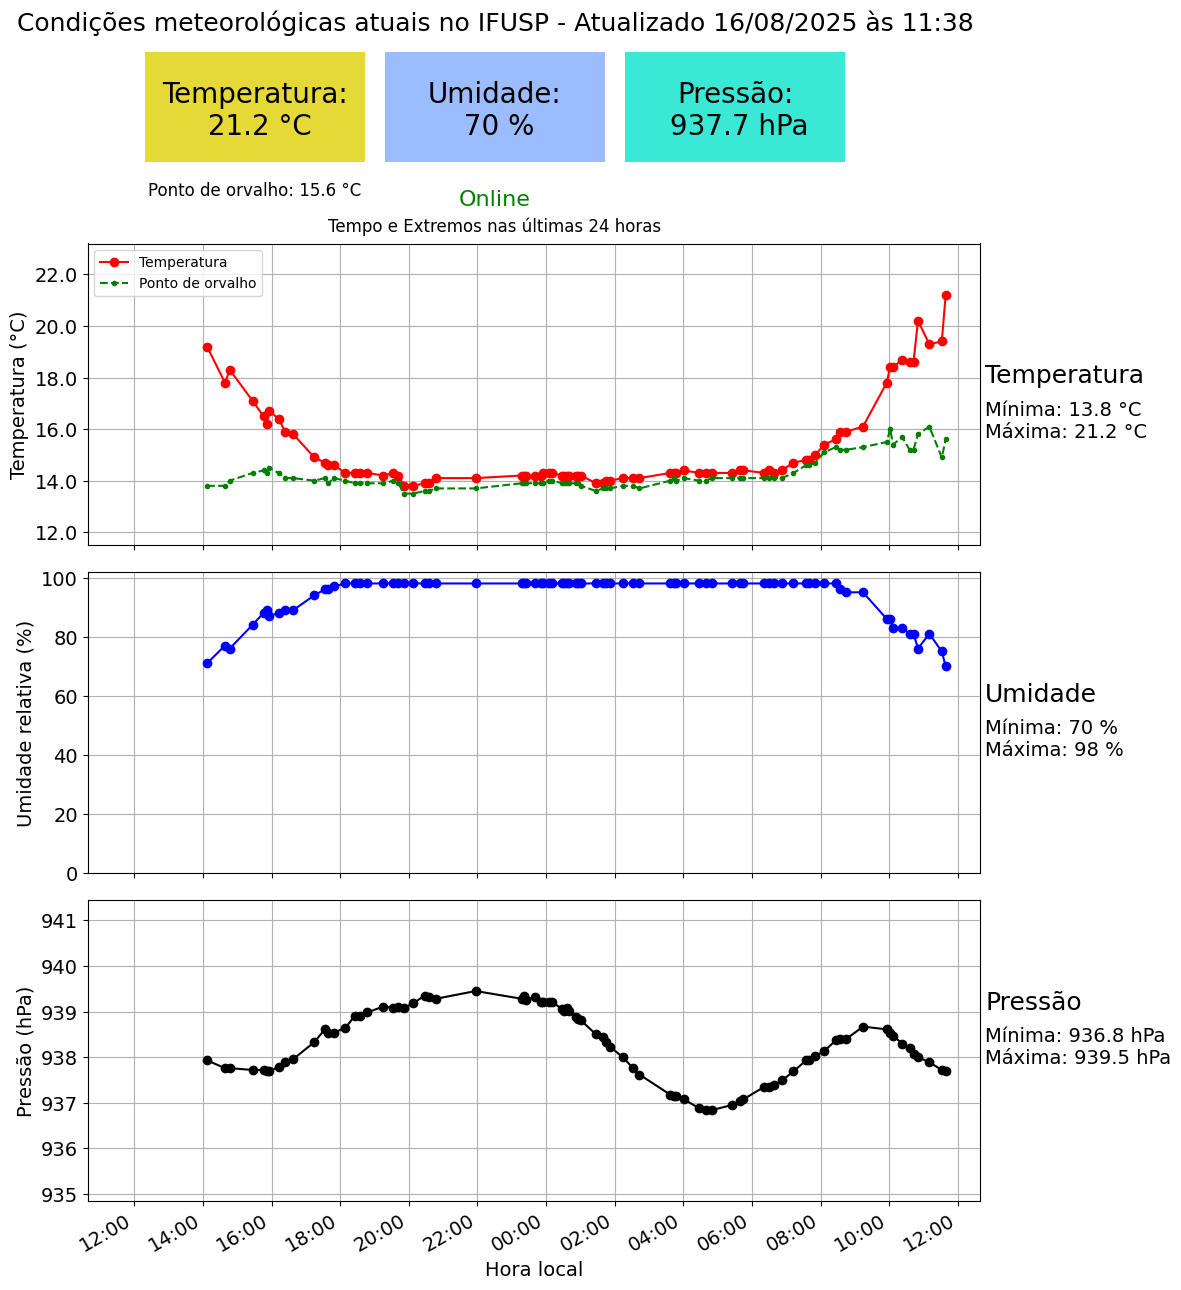 Condições meteorológicas atuais no IFUSP - Atualizado 16/08/2025 às 11:38
Temperatura:
21.2 °C
Umidade:
70 %
Pressão:
937.7 hPa
Ponto de orvalho: 15.6 °C
Online
Tempo e Extremos nas últimas 24 horas
Temperatura
Ponto de orvalho
Temperatura (°C)
22.0
20.0
18.0
16.0
14.0
12.0
Temperatura
Mínima: 13.8 °C
Máxima: 21.2 °C
Umidade relativa (%)
100
80
60
40
20
0
Umidade
Mínima: 70 %
Máxima: 98 %
Pressão (hPa)
941
940
939
938
937
936
935
Pressão
Mínima: 936.8 hPa
Máxima: 939.5 hPa
12:00 14:00 16:00 18:00 20:00 22:00 00:00 02:00 04:00 06:00 08:00 10:00 12:00
Hora local